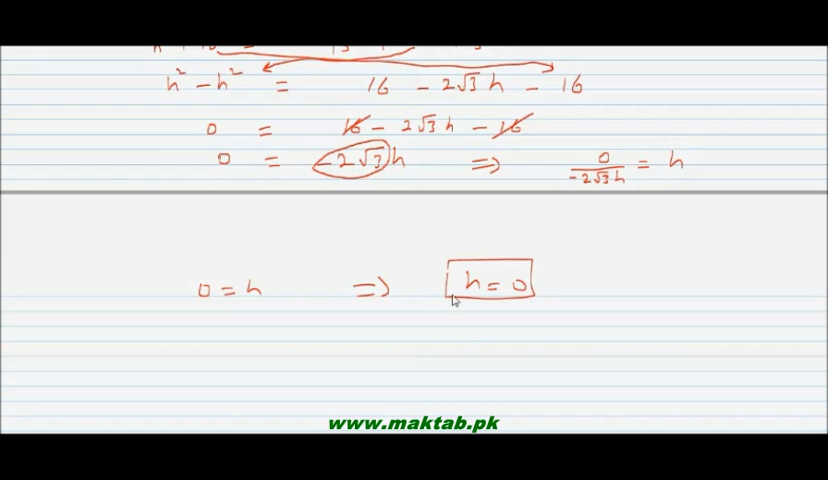 h² - h² = 16 - 2√3 h - 16
0 = 16 - 2√3 h - 16
0 = -2√3 h ⇒ 0/-2√3 h = h
0 = h ⇒ h = 0
www.maktab.pk